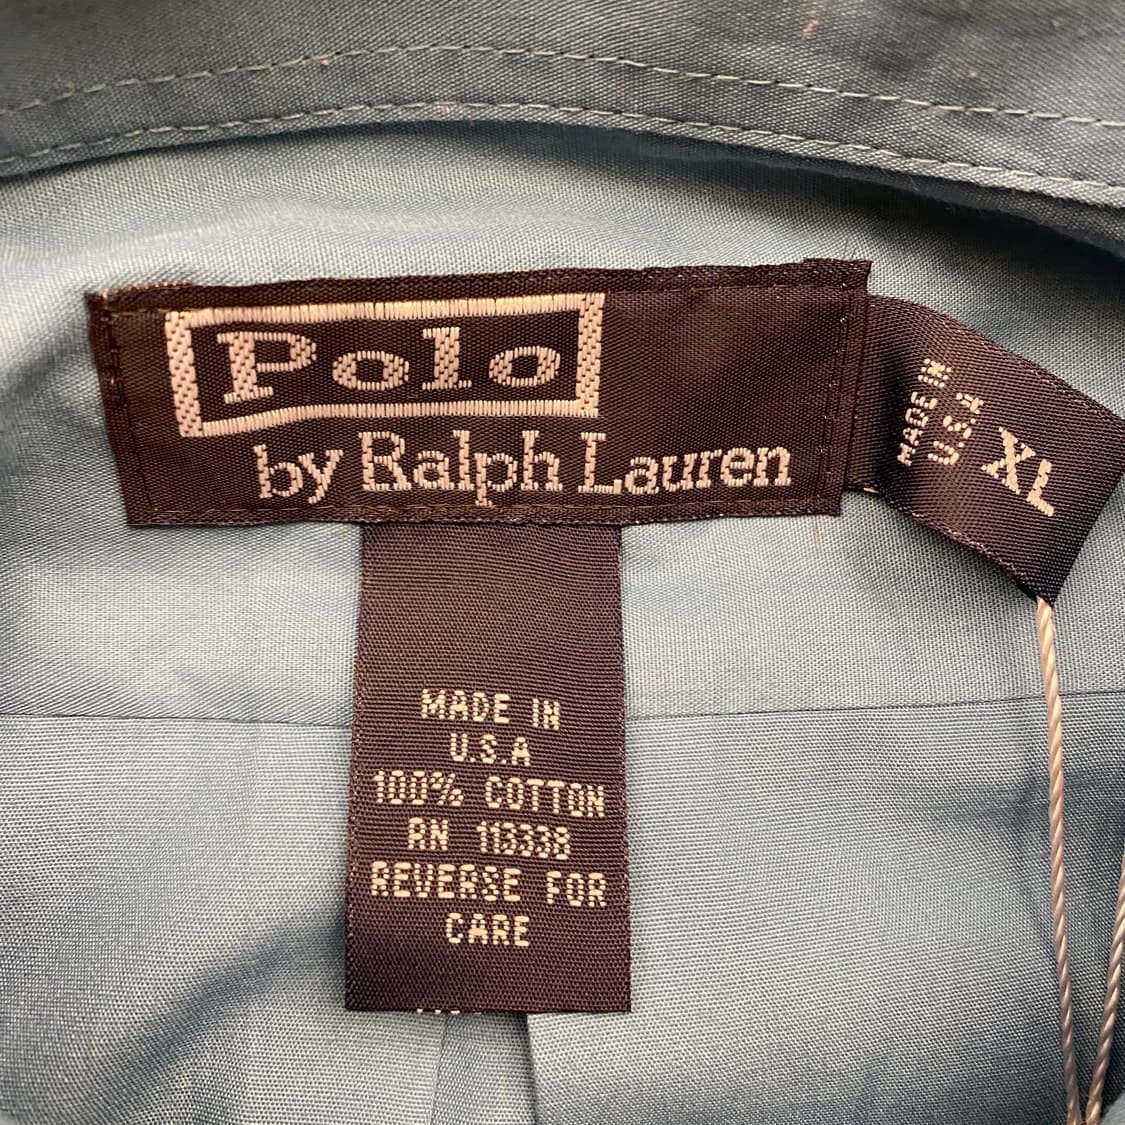 Polo
by Ralph Lauren
MADE IN
U.S.A
XL
MADE IN
U.S.A
100% COTTON
RN 113338
REVERSE FOR
CARE